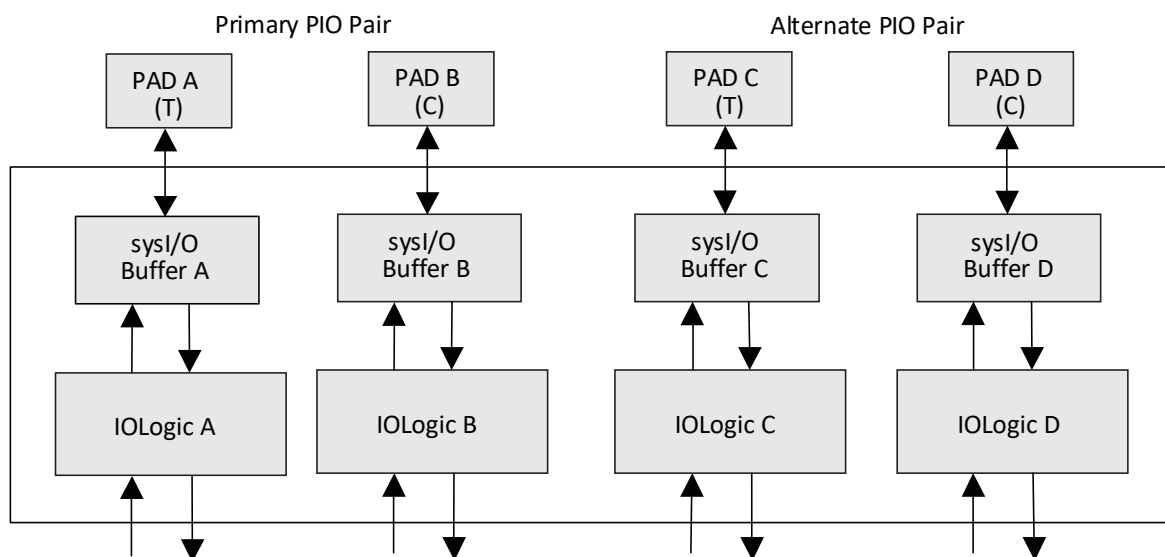 Primary PIO Pair
Alternate PIO Pair
PAD A
(T)
PAD B
(C)
PAD C
(T)
PAD D
(C)
sysI/O
Buffer A
sysI/O
Buffer B
sysI/O
Buffer C
sysI/O
Buffer D
IOLogic A
IOLogic B
IOLogic C
IOLogic D